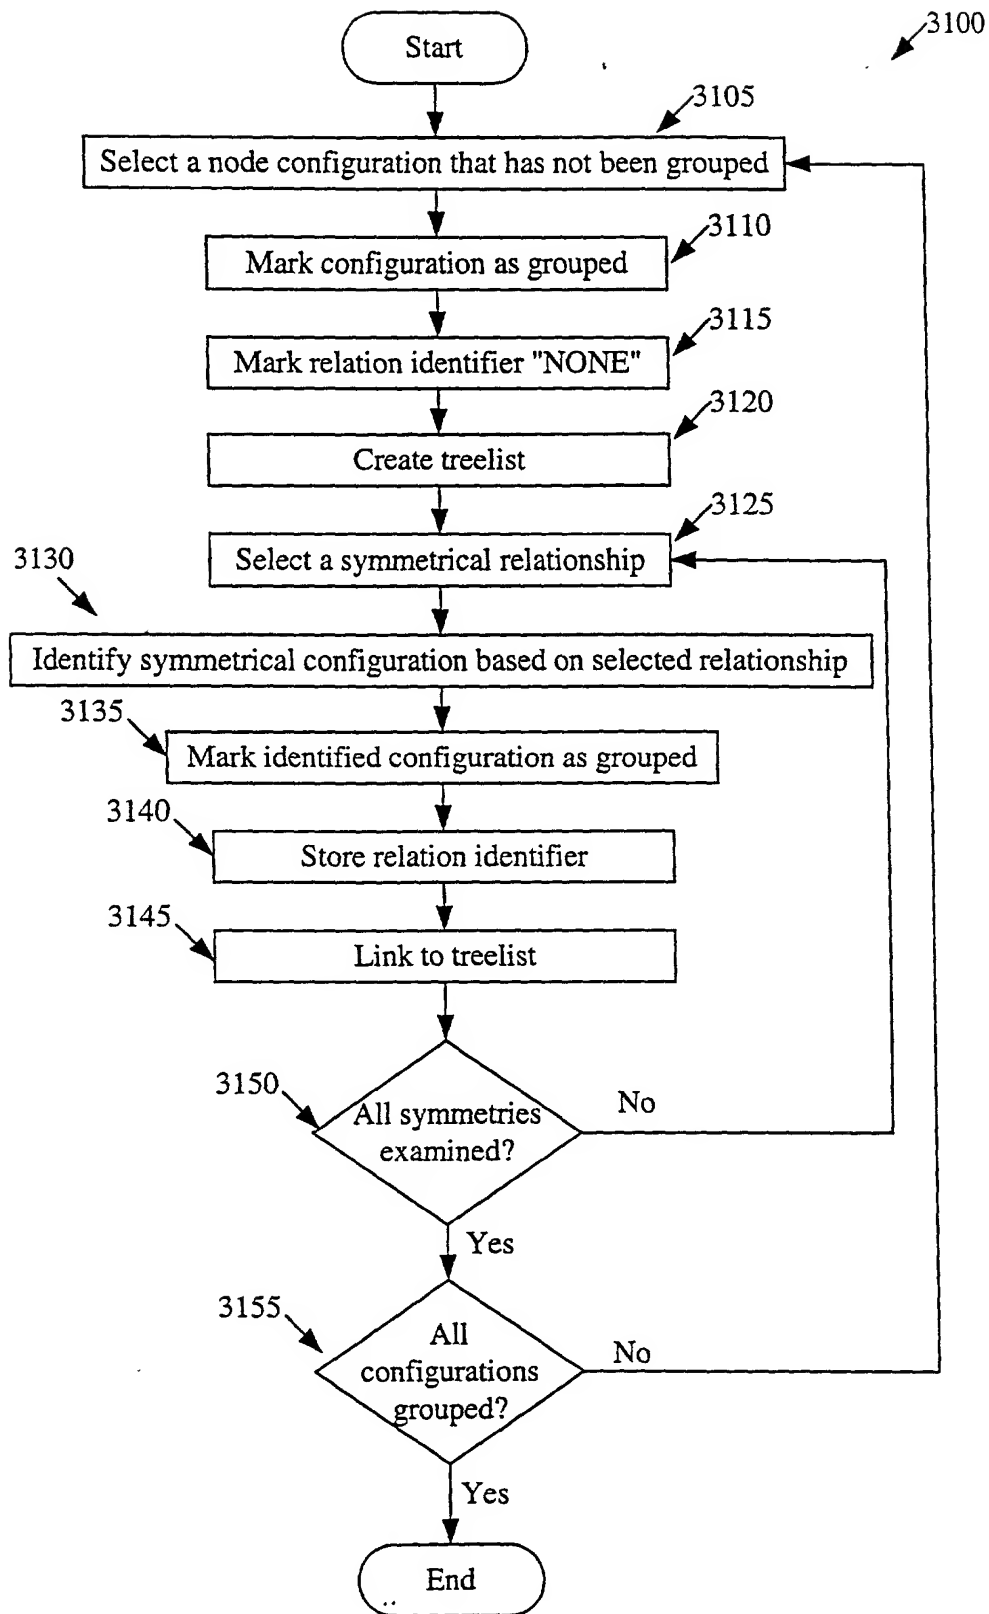 3100
Start
3105
Select a node configuration that has not been grouped
3110
Mark configuration as grouped
3115
Mark relation identifier "NONE"
3120
Create treelist
3125
Select a symmetrical relationship
3130
Identify symmetrical configuration based on selected relationship
3135
Mark identified configuration as grouped
3140
Store relation identifier
3145
Link to treelist
3150
All symmetries
examined?
No
Yes
3155
All
configurations
grouped?
No
Yes
End